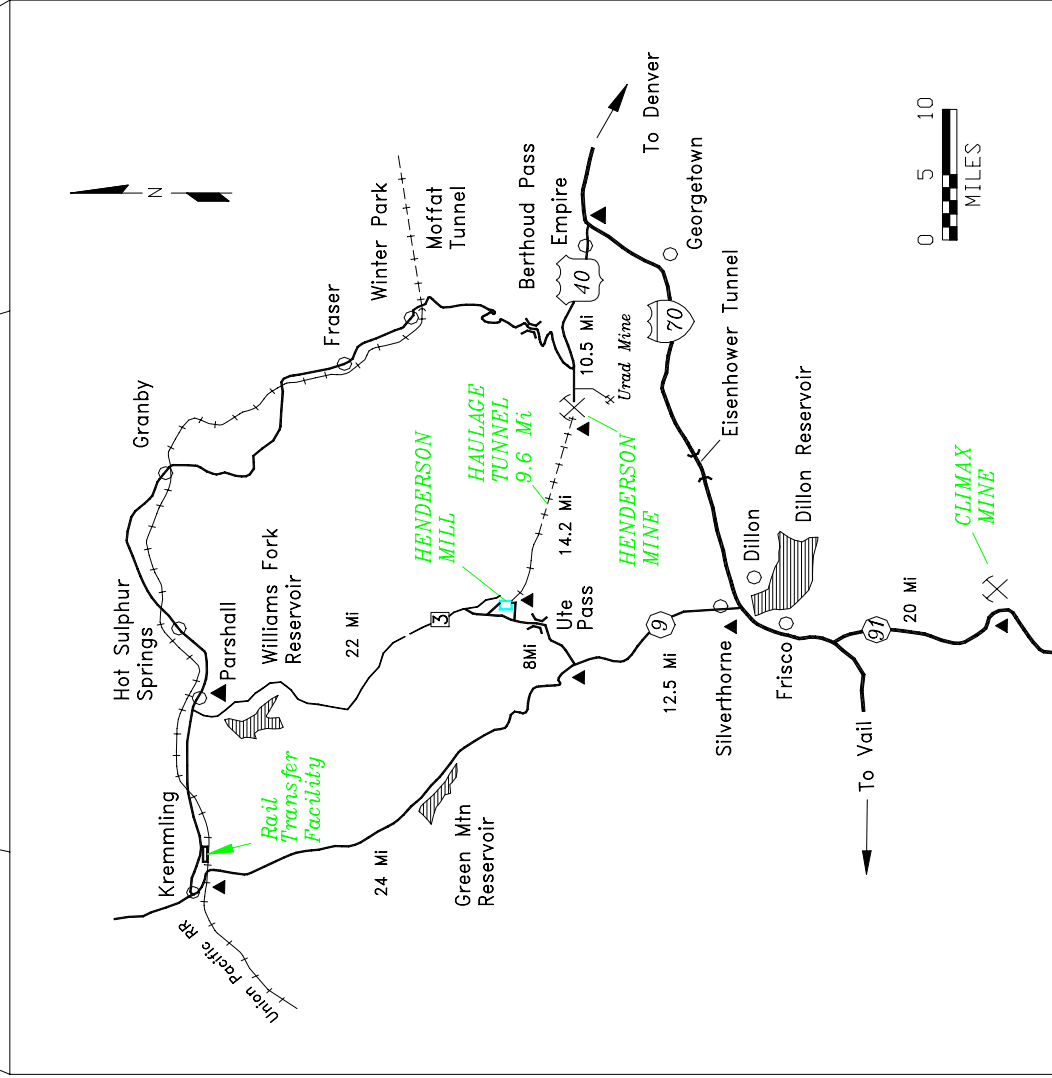 N
Hot Sulphur
Springs
Granby
Fraser
Winter Park
Moffat
Tunnel
Berthoud Pass
Empire
To Denver
Georgetown
40
70
10.5 Mi
Urad Mine
HAULAGE
TUNNEL
9.6 Mi
HENDERSON
MILL
14.2 Mi
HENDERSON
MINE
Eisenhower Tunnel
Dillon Reservoir
Dillon
CLIMAX
MINE
20 Mi
91
Frisco
Silverthorne
To Vail
12.5 Mi
9
Ute
Pass
8Mi
3
22 Mi
Williams Fork
Reservoir
Parshall
Kremmling
Rail
Transfer
Facility
24 Mi
Green Mtn
Reservoir
Union Pacific RR
0 5 10
MILES